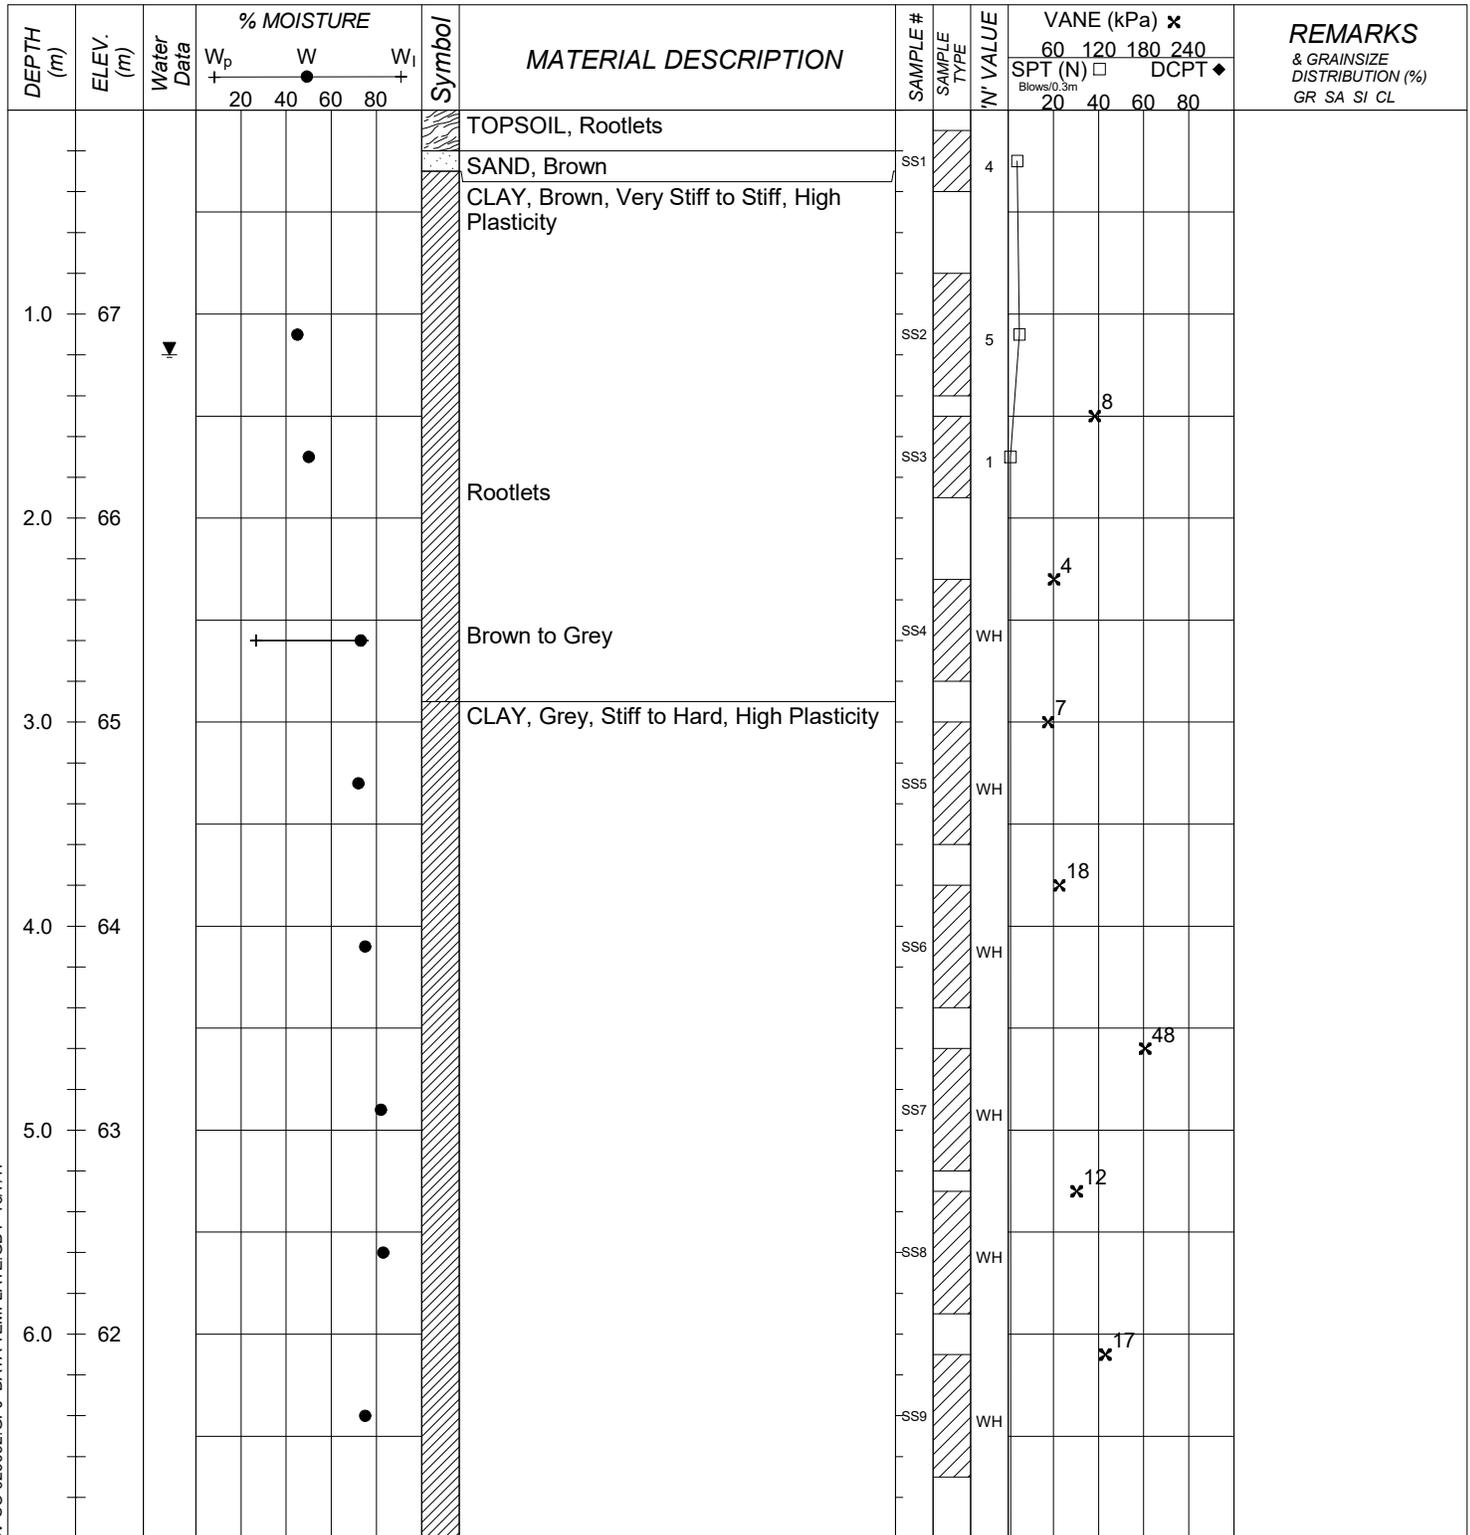 DEPTH (m)
ELEV. (m)
Water Data
% MOISTURE
Wp W Wl
20 40 60 80
Symbol
MATERIAL DESCRIPTION
SAMPLE #
SAMPLE TYPE
'N' VALUE
VANE (kPa)
60 120 180 240
SPT (N) DCPT
Blows/0.3m
20 40 60 80
REMARKS
& GRAINSIZE
DISTRIBUTION (%)
GR SA SI CL
TOPSOIL, Rootlets
SAND, Brown
SS1 4
CLAY, Brown, Very Stiff to Stiff, High
Plasticity
1.0 67
SS2 5
8
SS3 1
Rootlets
2.0 66
4
Brown to Grey
SS4 WH
CLAY, Grey, Stiff to Hard, High Plasticity
7
3.0 65
SS5 WH
18
4.0 64
SS6 WH
48
SS7 WH
5.0 63
12
SS8 WH
6.0 62
17
SS9 WH